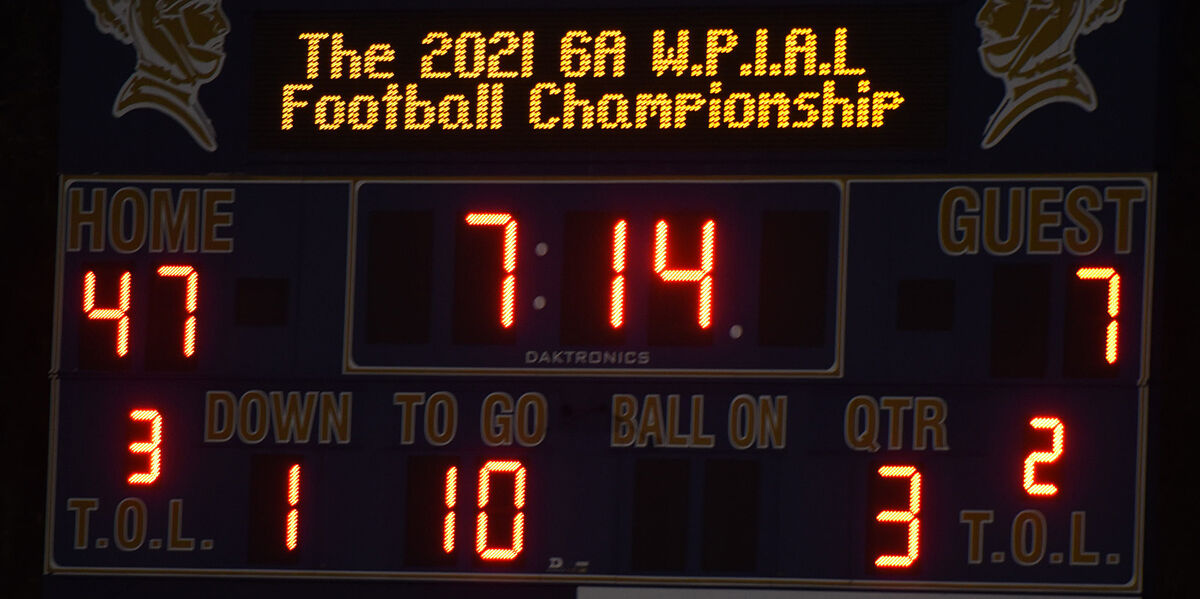 The 2021 6A W.P.I.A.L
Football Championship
HOME
GUEST
47
7:14
7
DAKTRONICS
3
DOWN
TO GO
BALL ON
QTR
2
T.O.L.
1
10
3
T.O.L.